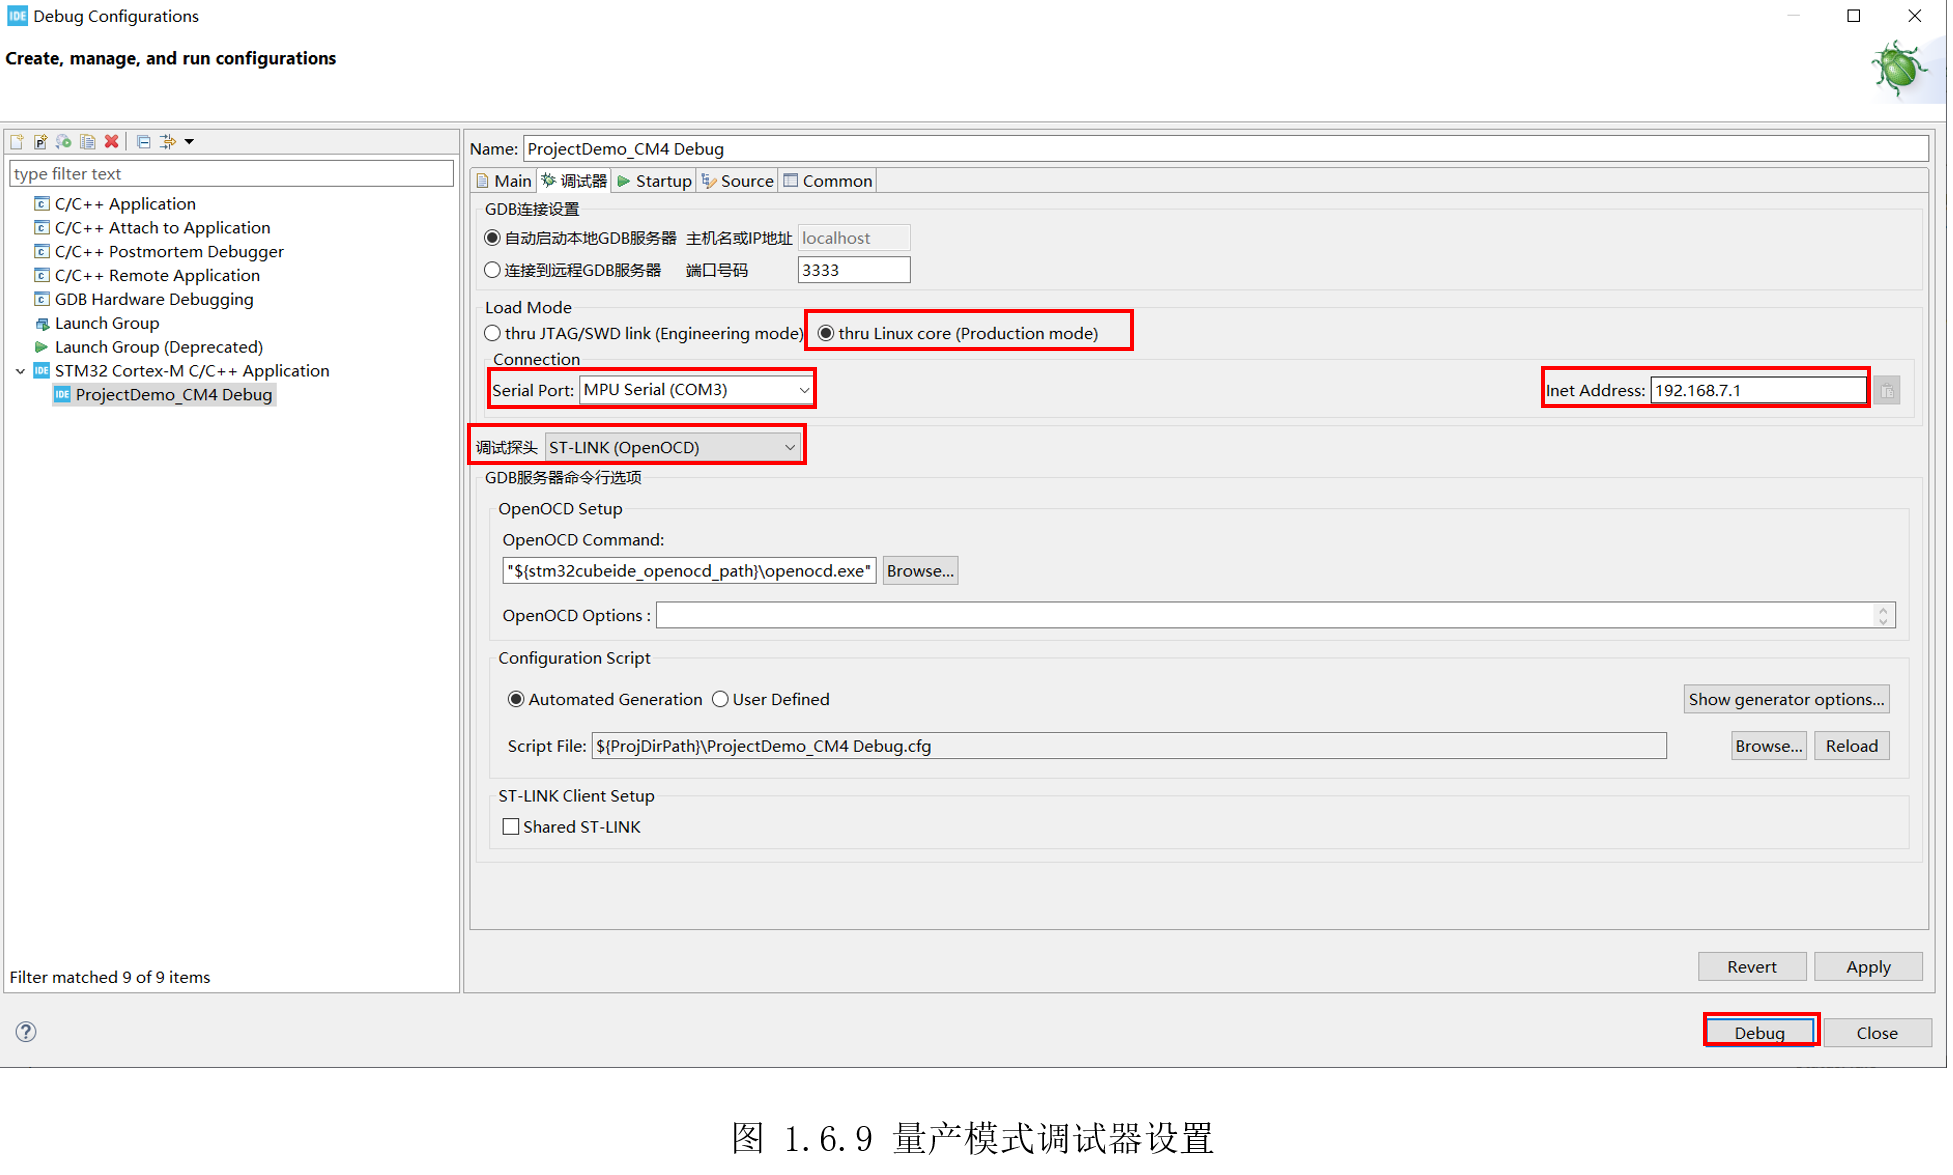 IDE Debug Configurations
Create, manage, and run configurations
type filter text
C/C++ Application
C/C++ Attach to Application
C/C++ Postmortem Debugger
C/C++ Remote Application
GDB Hardware Debugging
Launch Group
Launch Group (Deprecated)
IDE STM32 Cortex-M C/C++ Application
IDE ProjectDemo_CM4 Debug
Filter matched 9 of 9 items
Name: ProjectDemo_CM4 Debug
Main 调试器 Startup Source Common
GDB连接设置
自动启动本地GDB服务器 主机名或IP地址 localhost
连接到远程GDB服务器 端口号码 3333
Load Mode
thru JTAG/SWD link (Engineering mode) thru Linux core (Production mode)
Connection
Serial Port: MPU Serial (COM3) Inet Address: 192.168.7.1
调试探头 ST-LINK (OpenOCD)
GDB服务器命令行选项
OpenOCD Setup
OpenOCD Command:
"${stm32cubeide_openocd_path}\openocd.exe" Browse...
OpenOCD Options :
Configuration Script
Automated Generation User Defined Show generator options...
Script File: ${ProjDirPath}\ProjectDemo_CM4 Debug.cfg Browse... Reload
ST-LINK Client Setup
Shared ST-LINK
Revert Apply
Debug Close
图 1.6.9 量产模式调试器设置